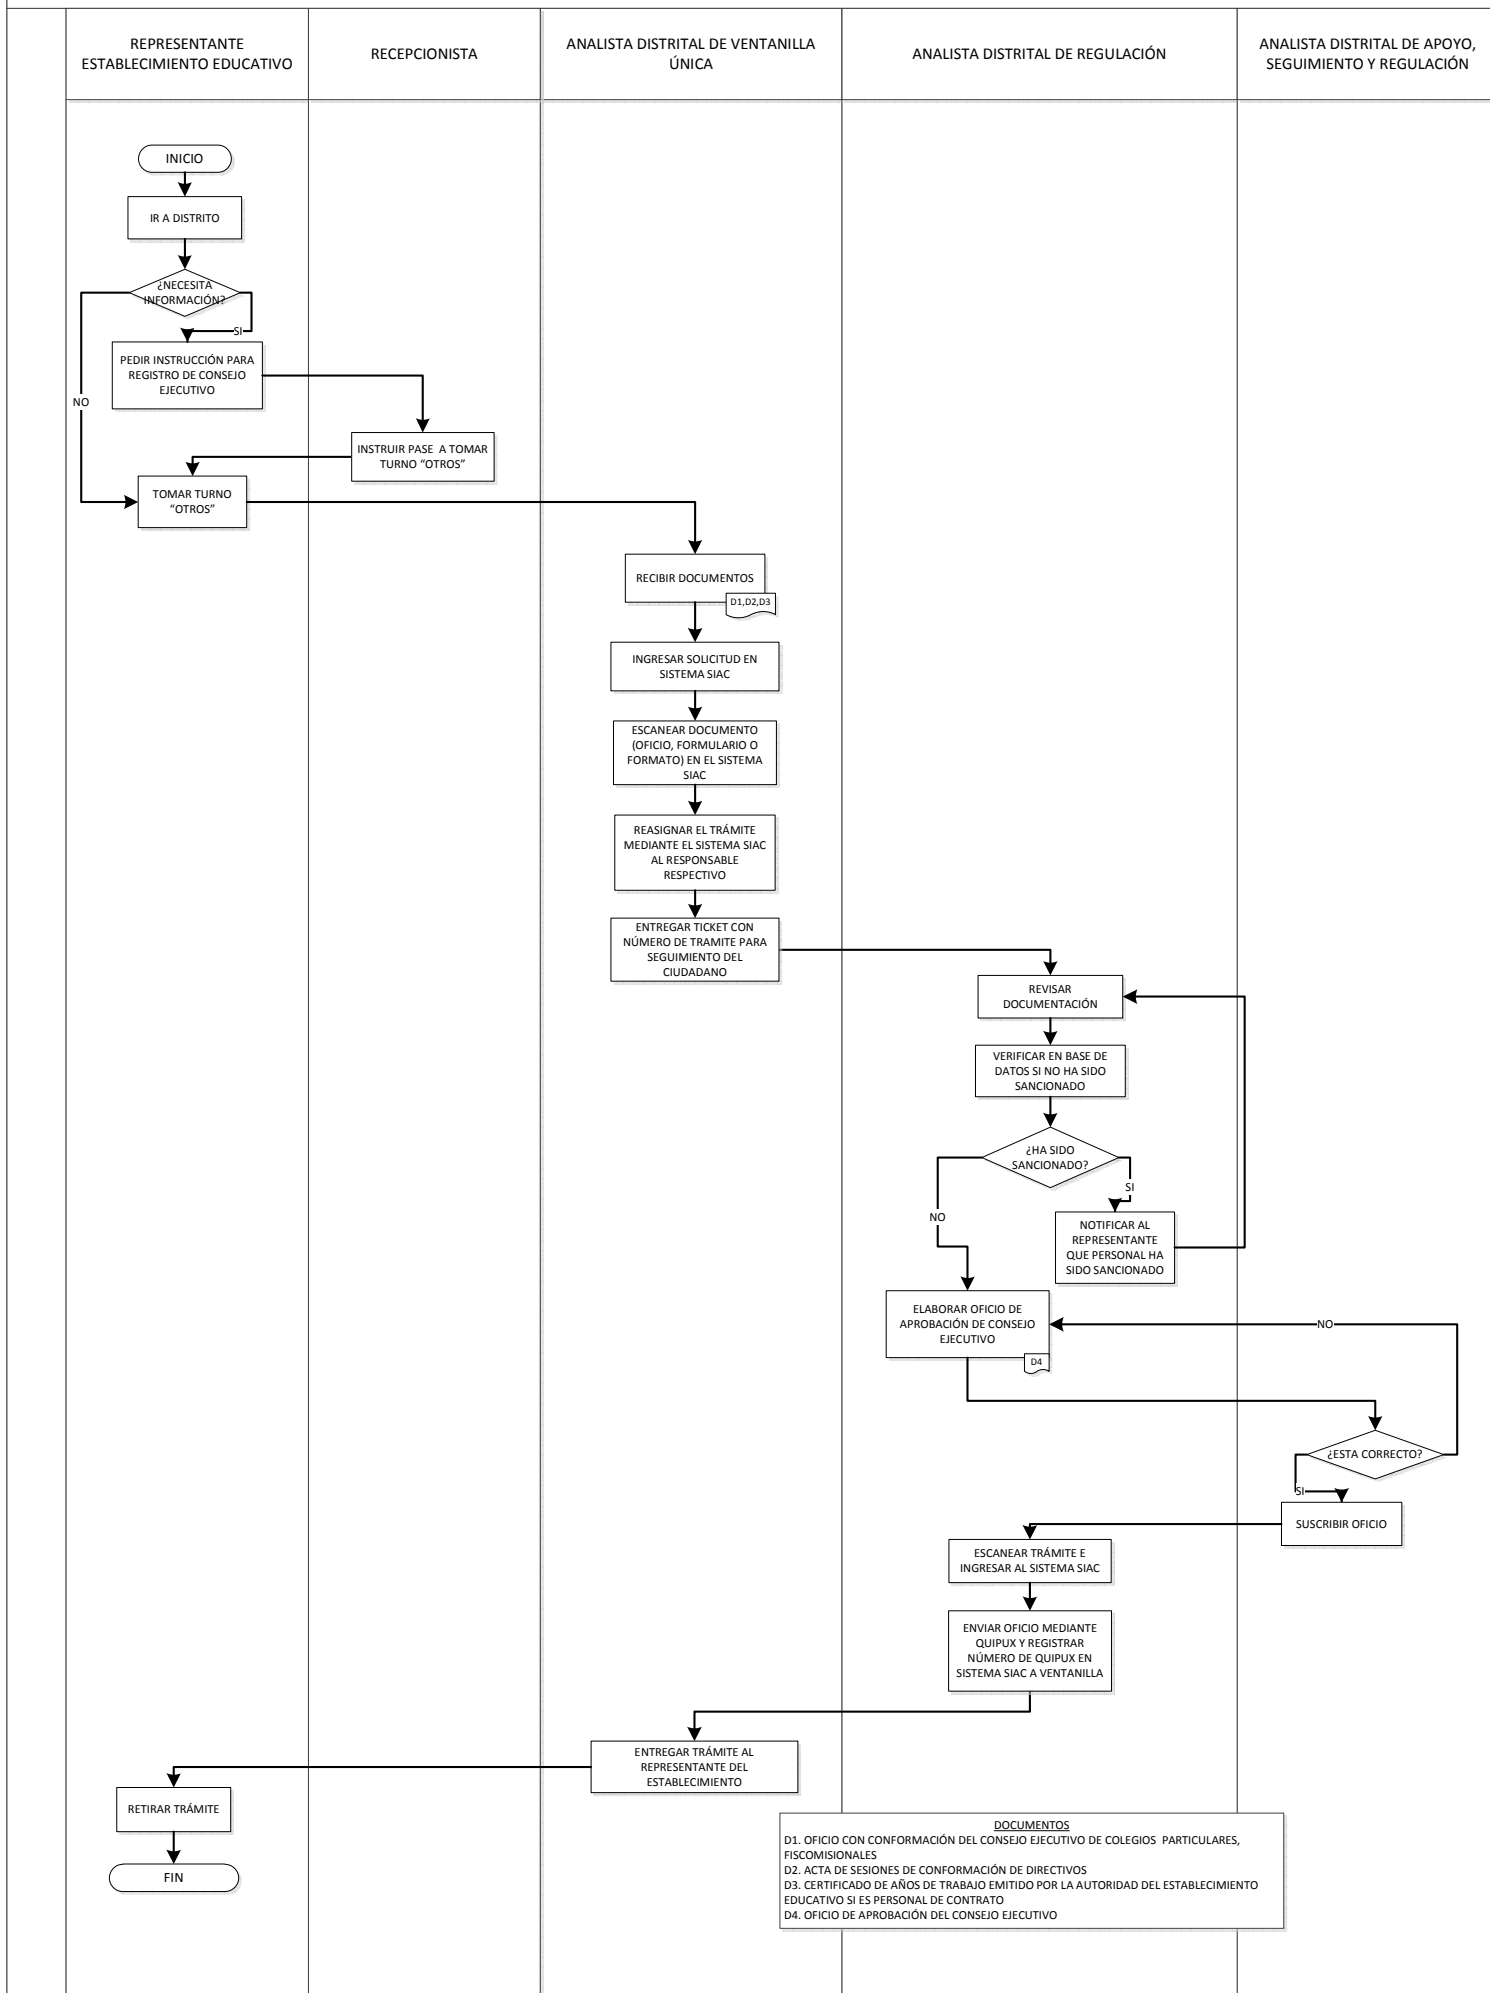 REPRESENTANTE
ESTABLECIMIENTO EDUCATIVO
RECEPCIONISTA
ANALISTA DISTRITAL DE VENTANILLA
ÚNICA
ANALISTA DISTRITAL DE REGULACIÓN
ANALISTA DISTRITAL DE APOYO,
SEGUIMIENTO Y REGULACIÓN
INICIO
IR A DISTRITO
¿NECESITA
INFORMACIÓN?
SI
PEDIR INSTRUCCIÓN PARA
REGISTRO DE CONSEJO
EJECUTIVO
NO
INSTRUIR PASE A TOMAR
TURNO “OTROS”
TOMAR TURNO
“OTROS”
RECIBIR DOCUMENTOS
D1,D2,D3
INGRESAR SOLICITUD EN
SISTEMA SIAC
ESCANEAR DOCUMENTO
(OFICIO, FORMULARIO O
FORMATO) EN EL SISTEMA
SIAC
REASIGNAR EL TRÁMITE
MEDIANTE EL SISTEMA SIAC
AL RESPONSABLE
RESPECTIVO
ENTREGAR TICKET CON
NÚMERO DE TRAMITE PARA
SEGUIMIENTO DEL
CIUDADANO
REVISAR
DOCUMENTACIÓN
VERIFICAR EN BASE DE
DATOS SI NO HA SIDO
SANCIONADO
¿HA SIDO
SANCIONADO?
SI
NO
NOTIFICAR AL
REPRESENTANTE
QUE PERSONAL HA
SIDO SANCIONADO
ELABORAR OFICIO DE
APROBACIÓN DE CONSEJO
EJECUTIVO
D4
NO
¿ESTA CORRECTO?
SI
SUSCRIBIR OFICIO
ESCANEAR TRÁMITE E
INGRESAR AL SISTEMA SIAC
ENVIAR OFICIO MEDIANTE
QUIPUX Y REGISTRAR
NÚMERO DE QUIPUX EN
SISTEMA SIAC A VENTANILLA
ENTREGAR TRÁMITE AL
REPRESENTANTE DEL
ESTABLECIMIENTO
RETIRAR TRÁMITE
FIN
DOCUMENTOS
D1. OFICIO CON CONFORMACIÓN DEL CONSEJO EJECUTIVO DE COLEGIOS PARTICULARES,
FISCOMISIONALES
D2. ACTA DE SESIONES DE CONFORMACIÓN DE DIRECTIVOS
D3. CERTIFICADO DE AÑOS DE TRABAJO EMITIDO POR LA AUTORIDAD DEL ESTABLECIMIENTO
EDUCATIVO SI ES PERSONAL DE CONTRATO
D4. OFICIO DE APROBACIÓN DEL CONSEJO EJECUTIVO